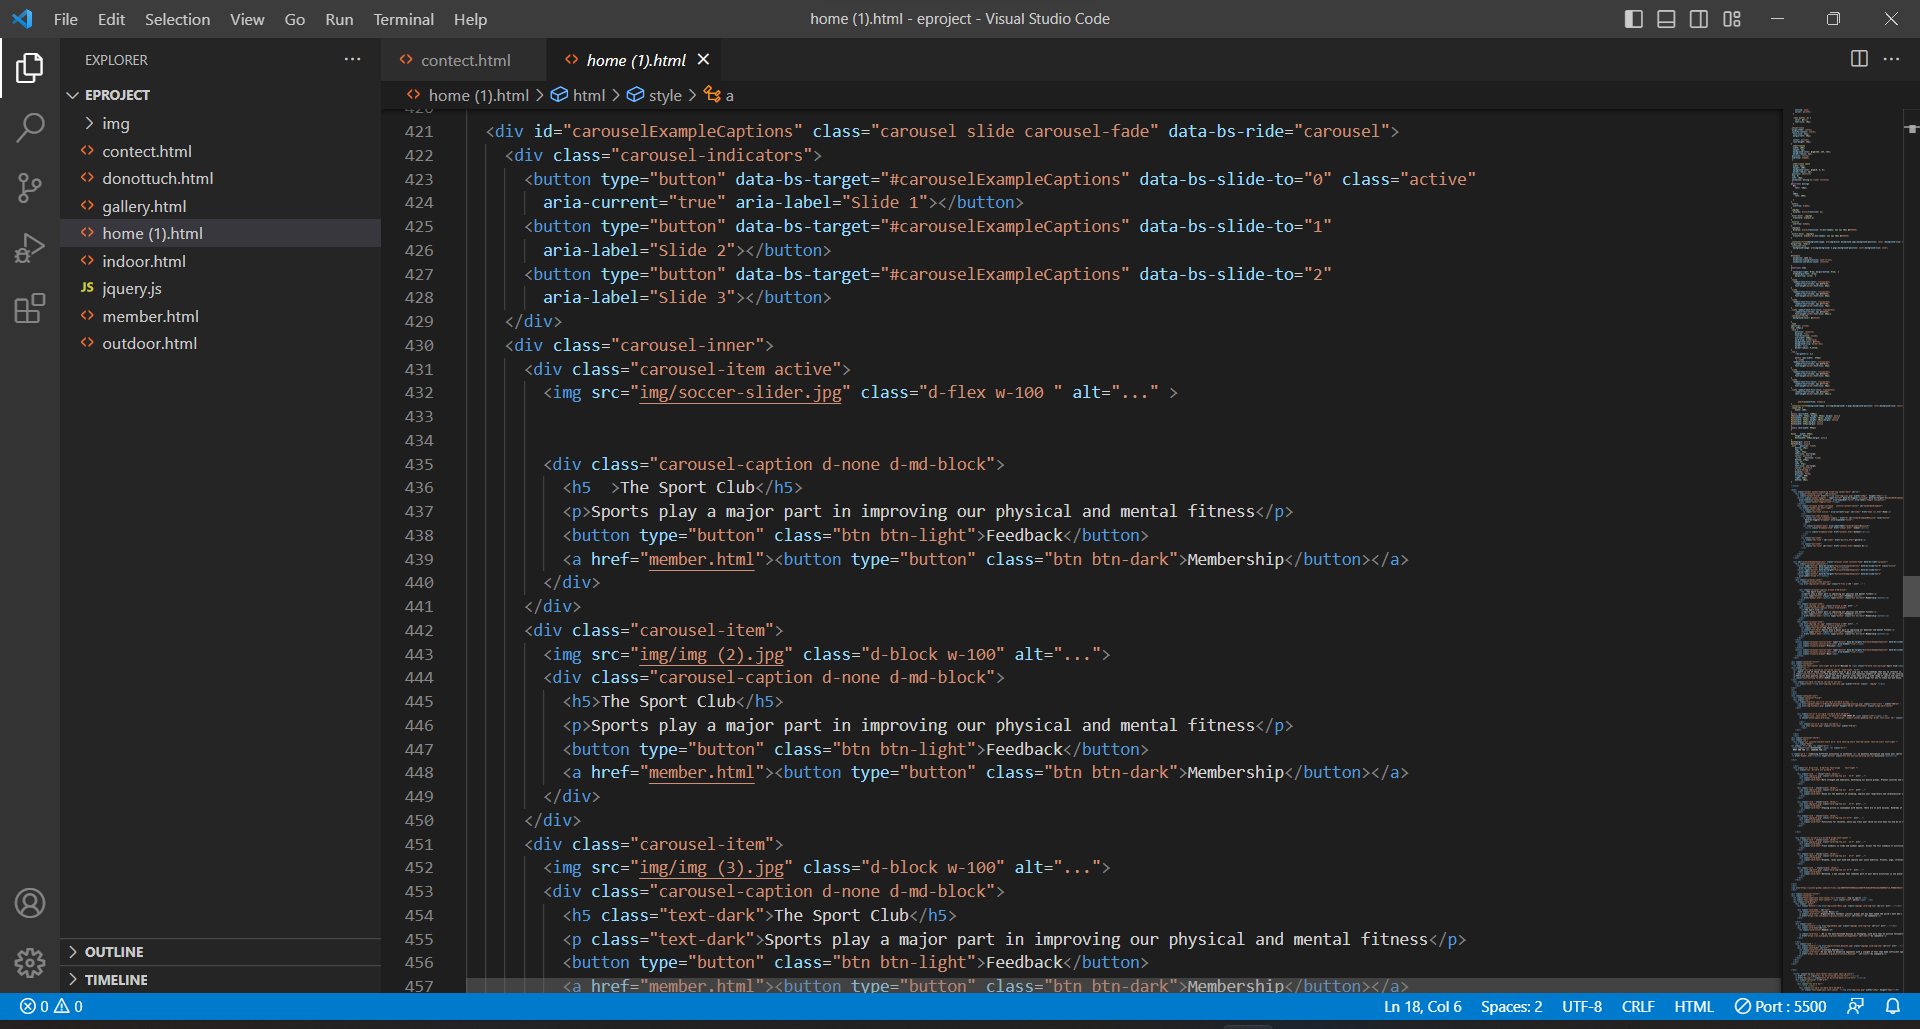 File Edit Selection View Go Run Terminal Help
home (1).html - eproject - Visual Studio Code
EXPLORER
EPROJECT
img
contect.html
donottuch.html
gallery.html
home (1).html
indoor.html
JS jquery.js
member.html
outdoor.html
OUTLINE
TIMELINE
contect.html
home (1).html
home (1).html > html > style > a
420
421 <div id="carouselExampleCaptions" class="carousel slide carousel-fade" data-bs-ride="carousel">
422 <div class="carousel-indicators">
423 <button type="button" data-bs-target="#carouselExampleCaptions" data-bs-slide-to="0" class="active"
424 aria-current="true" aria-label="Slide 1"></button>
425 <button type="button" data-bs-target="#carouselExampleCaptions" data-bs-slide-to="1"
426 aria-label="Slide 2"></button>
427 <button type="button" data-bs-target="#carouselExampleCaptions" data-bs-slide-to="2"
428 aria-label="Slide 3"></button>
429 </div>
430 <div class="carousel-inner">
431 <div class="carousel-item active">
432 <img src="img/soccer-slider.jpg" class="d-flex w-100 " alt="..." >
433
434
435 <div class="carousel-caption d-none d-md-block">
436 <h5  >The Sport Club</h5>
437 <p>Sports play a major part in improving our physical and mental fitness</p>
438 <button type="button" class="btn btn-light">Feedback</button>
439 <a href="member.html"><button type="button" class="btn btn-dark">Membership</button></a>
440 </div>
441 </div>
442 <div class="carousel-item">
443 <img src="img/img (2).jpg" class="d-block w-100" alt="...">
444 <div class="carousel-caption d-none d-md-block">
445 <h5>The Sport Club</h5>
446 <p>Sports play a major part in improving our physical and mental fitness</p>
447 <button type="button" class="btn btn-light">Feedback</button>
448 <a href="member.html"><button type="button" class="btn btn-dark">Membership</button></a>
449 </div>
450 </div>
451 <div class="carousel-item">
452 <img src="img/img (3).jpg" class="d-block w-100" alt="...">
453 <div class="carousel-caption d-none d-md-block">
454 <h5 class="text-dark">The Sport Club</h5>
455 <p class="text-dark">Sports play a major part in improving our physical and mental fitness</p>
456 <button type="button" class="btn btn-light">Feedback</button>
457 <a href="member.html"><button type="button" class="btn btn-dark">Membership</button></a>
0 0
Ln 18, Col 6 Spaces: 2 UTF-8 CRLF HTML Port : 5500